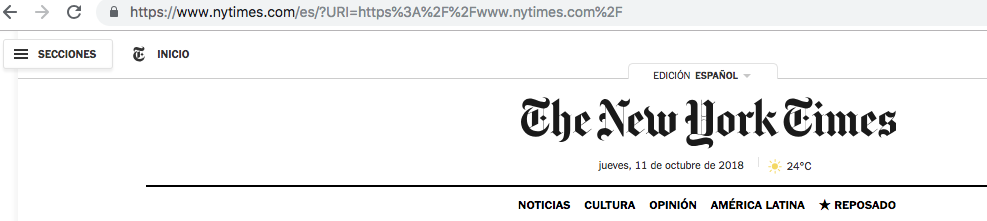 https://www.nytimes.com/es/?URI=https%3A%2F%2Fwww.nytimes.com%2F
SECCIONES INICIO
EDICIÓN ESPAÑOL
The New York Times
jueves, 11 de octubre de 2018 24°C
NOTICIAS CULTURA OPINIÓN AMÉRICA LATINA ★ REPOSADO